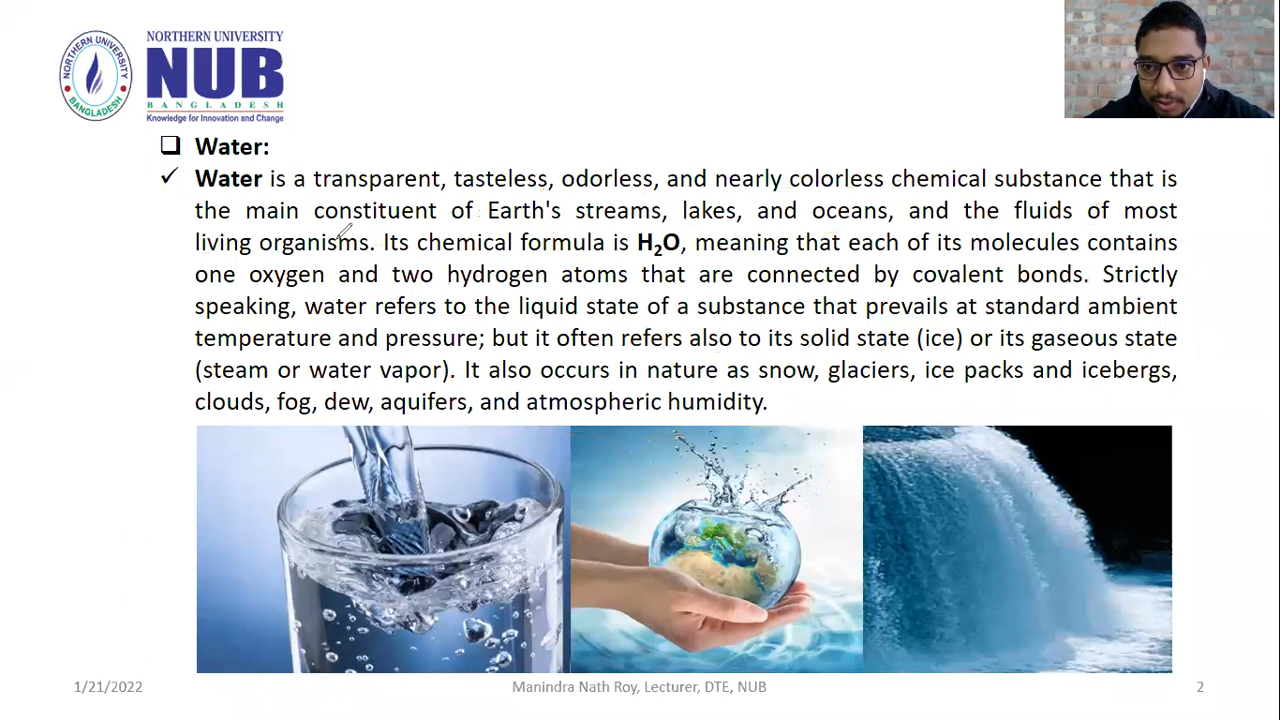 NORTHERN UNIVERSITY
BANGLADESH
NORTHERN UNIVERSITY
NUB
BANGLADESH
Knowledge for Innovation and Change
❑ Water:
✓ Water is a transparent, tasteless, odorless, and nearly colorless chemical substance that is
the main constituent of Earth's streams, lakes, and oceans, and the fluids of most
living organisms. Its chemical formula is H₂O, meaning that each of its molecules contains
one oxygen and two hydrogen atoms that are connected by covalent bonds. Strictly
speaking, water refers to the liquid state of a substance that prevails at standard ambient
temperature and pressure; but it often refers also to its solid state (ice) or its gaseous state
(steam or water vapor). It also occurs in nature as snow, glaciers, ice packs and icebergs,
clouds, fog, dew, aquifers, and atmospheric humidity.
1/21/2022
Manindra Nath Roy, Lecturer, DTE, NUB
2